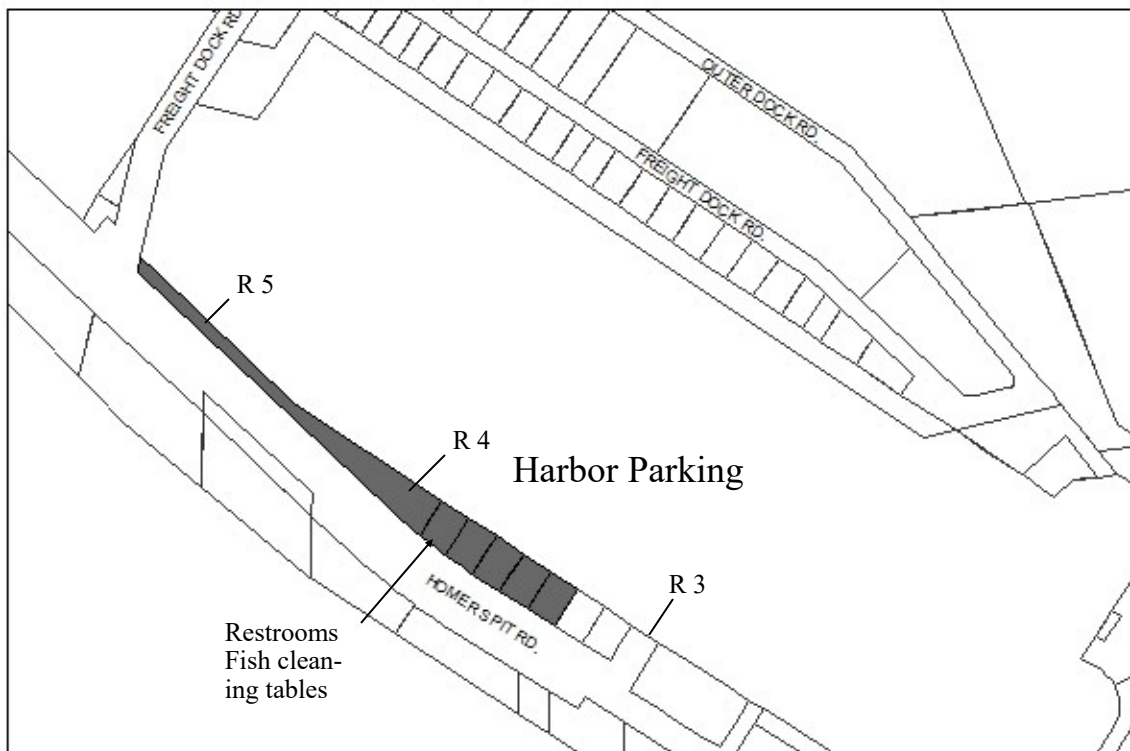 FREIGHT DOCK RD.
OUTER DOCK RD.
FREIGHT DOCK RD.
R 5
R 4
Harbor Parking
R 3
HOMER SPIT RD.
Restrooms
Fish clean-
ing tables